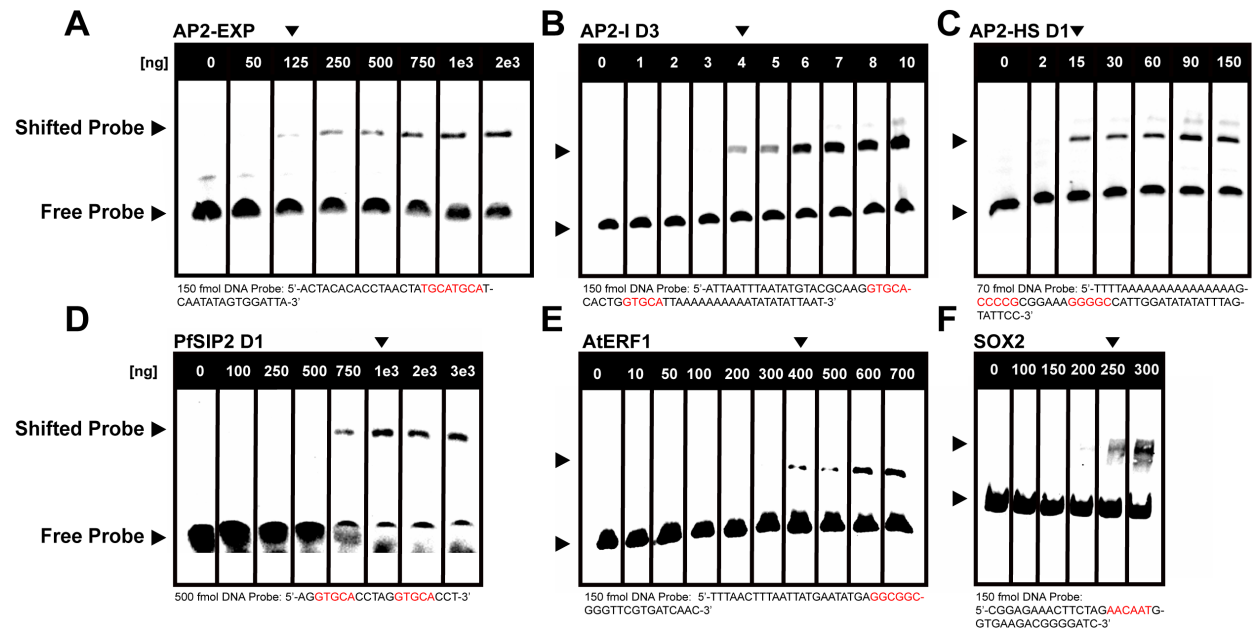 A
AP2-EXP ▼
[ng] 0 50 125 250 500 750 1e3 2e3
Shifted Probe ►
Free Probe ►
150 fmol DNA Probe: 5'-ACTACACACCTAACTATGCATGCAT-
CAATATAGTGGATTA-3'
B
AP2-I D3 ▼
0 1 2 3 4 5 6 7 8 10
150 fmol DNA Probe: 5'-ATTAATTTAATATGTACGCAAGGTGCA-
CACTGGTGCATTAAAAAAAAAATATATATTAAT-3'
C
AP2-HS D1▼
0 2 15 30 60 90 150
70 fmol DNA Probe: 5'-TTTTAAAAAAAAAAAAAAAAG-
CCCCGCGGAAAGGGGCCATTGGATATATATTTAG-
TATTCC-3'
D
PfSIP2 D1 ▼
[ng] 0 100 250 500 750 1e3 2e3 3e3
Shifted Probe ►
Free Probe ►
500 fmol DNA Probe: 5'-AGGTGCACCTAGGTGCACCT-3'
E
AtERF1 ▼
0 10 50 100 200 300 400 500 600 700
150 fmol DNA Probe: 5'-TTTAACTTTAATTATGAATATGAGGCGGC-
GGGTTCGTGATCAAC-3'
F
SOX2 ▼
0 100 150 200 250 300
150 fmol DNA Probe:
5'-CGGAGAAACTTCTAGAACAATG-
GTGAAGACGGGGATC-3'